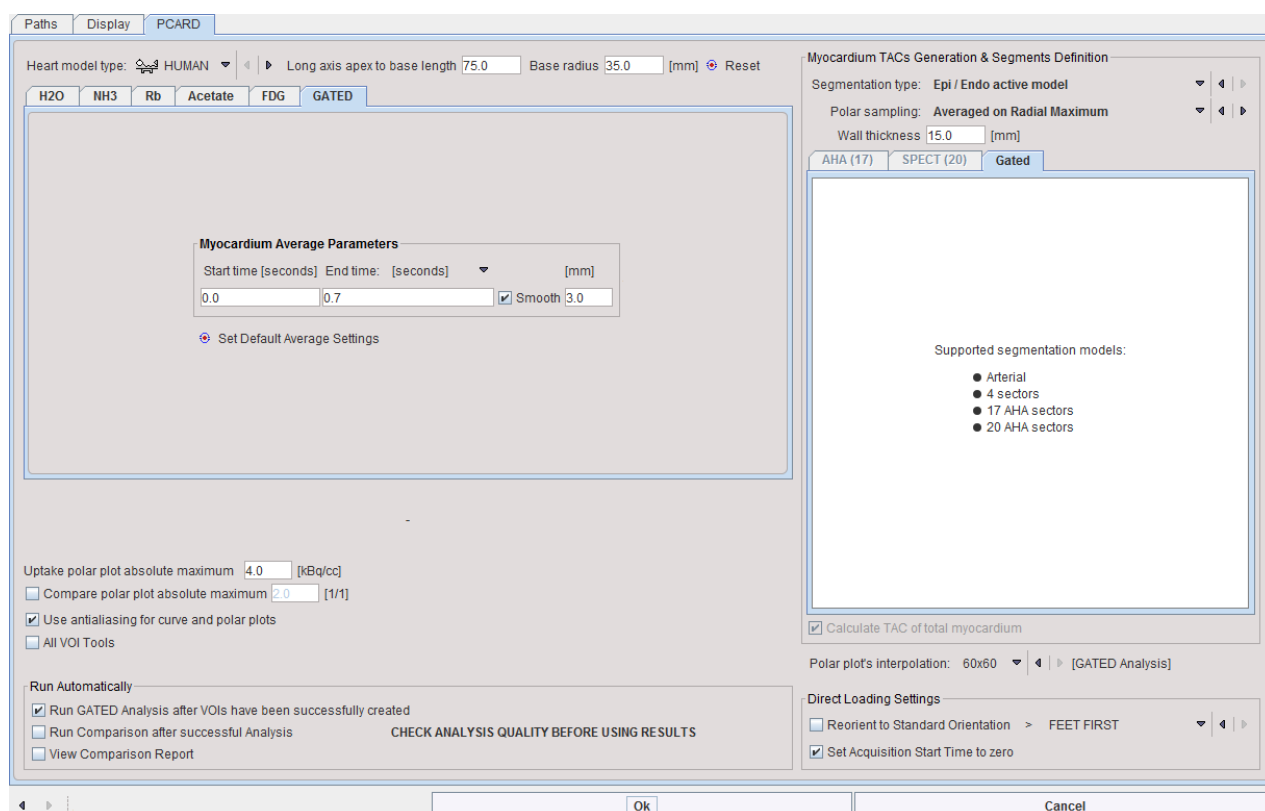 Paths Display PCARD
Heart model type: HUMAN Long axis apex to base length 75.0 Base radius 35.0 [mm] Reset
H2O NH3 Rb Acetate FDG GATED
Myocardium Average Parameters
Start time [seconds] End time: [seconds] [mm]
0.0 0.7 Smooth 3.0
Set Default Average Settings
-
Uptake polar plot absolute maximum 4.0 [kBq/cc]
Compare polar plot absolute maximum 2.0 [1/1]
Use antialiasing for curve and polar plots
All VOI Tools
Run Automatically
Run GATED Analysis after VOIs have been successfully created
Run Comparison after successful Analysis CHECK ANALYSIS QUALITY BEFORE USING RESULTS
View Comparison Report
Myocardium TACs Generation & Segments Definition
Segmentation type: Epi / Endo active model
Polar sampling: Averaged on Radial Maximum
Wall thickness 15.0 [mm]
AHA (17) SPECT (20) Gated
Supported segmentation models:
● Arterial
● 4 sectors
● 17 AHA sectors
● 20 AHA sectors
Calculate TAC of total myocardium
Polar plot's interpolation: 60x60 [GATED Analysis]
Direct Loading Settings
Reorient to Standard Orientation > FEET FIRST
Set Acquisition Start Time to zero
Ok Cancel